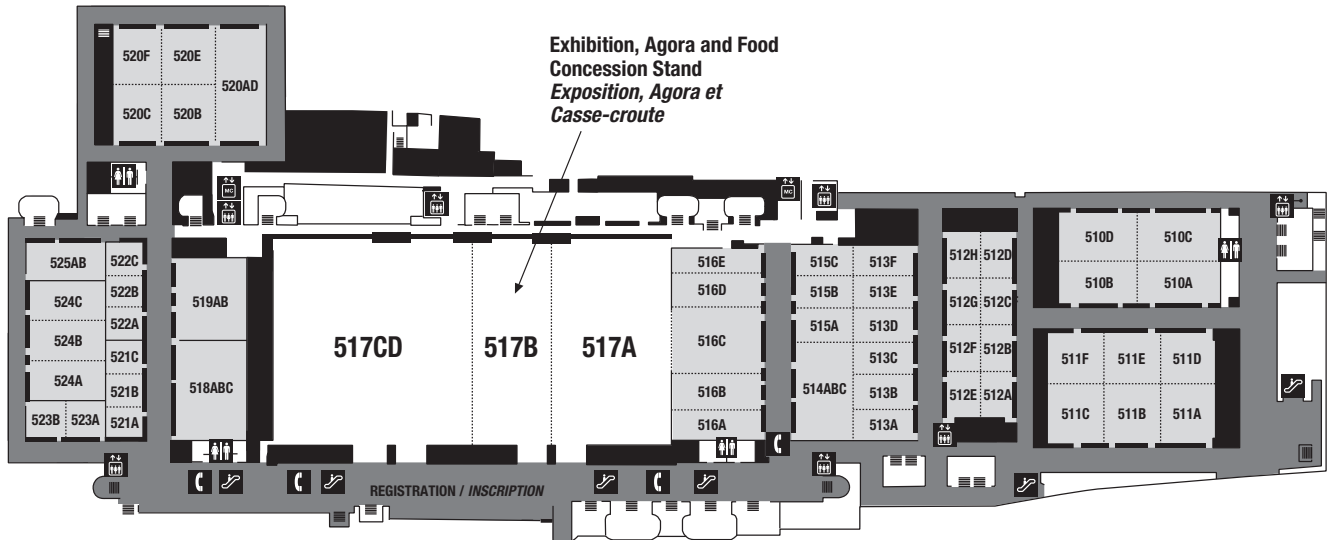 Exhibition, Agora and Food
Concession Stand
Exposition, Agora et
Casse-croute
520F
520E
520AD
520C
520B
MC
MC
525AB
522C
524C
522B
522A
524B
521C
524A
521B
523B
523A
521A
519AB
518ABC
517CD
517B
517A
516E
516D
516C
516B
516A
515C
513F
515B
513E
515A
513D
513C
514ABC
513B
513A
512H
512D
512G
512C
512F
512B
512E
512A
510D
510C
510B
510A
511F
511E
511D
511C
511B
511A
REGISTRATION / INSCRIPTION